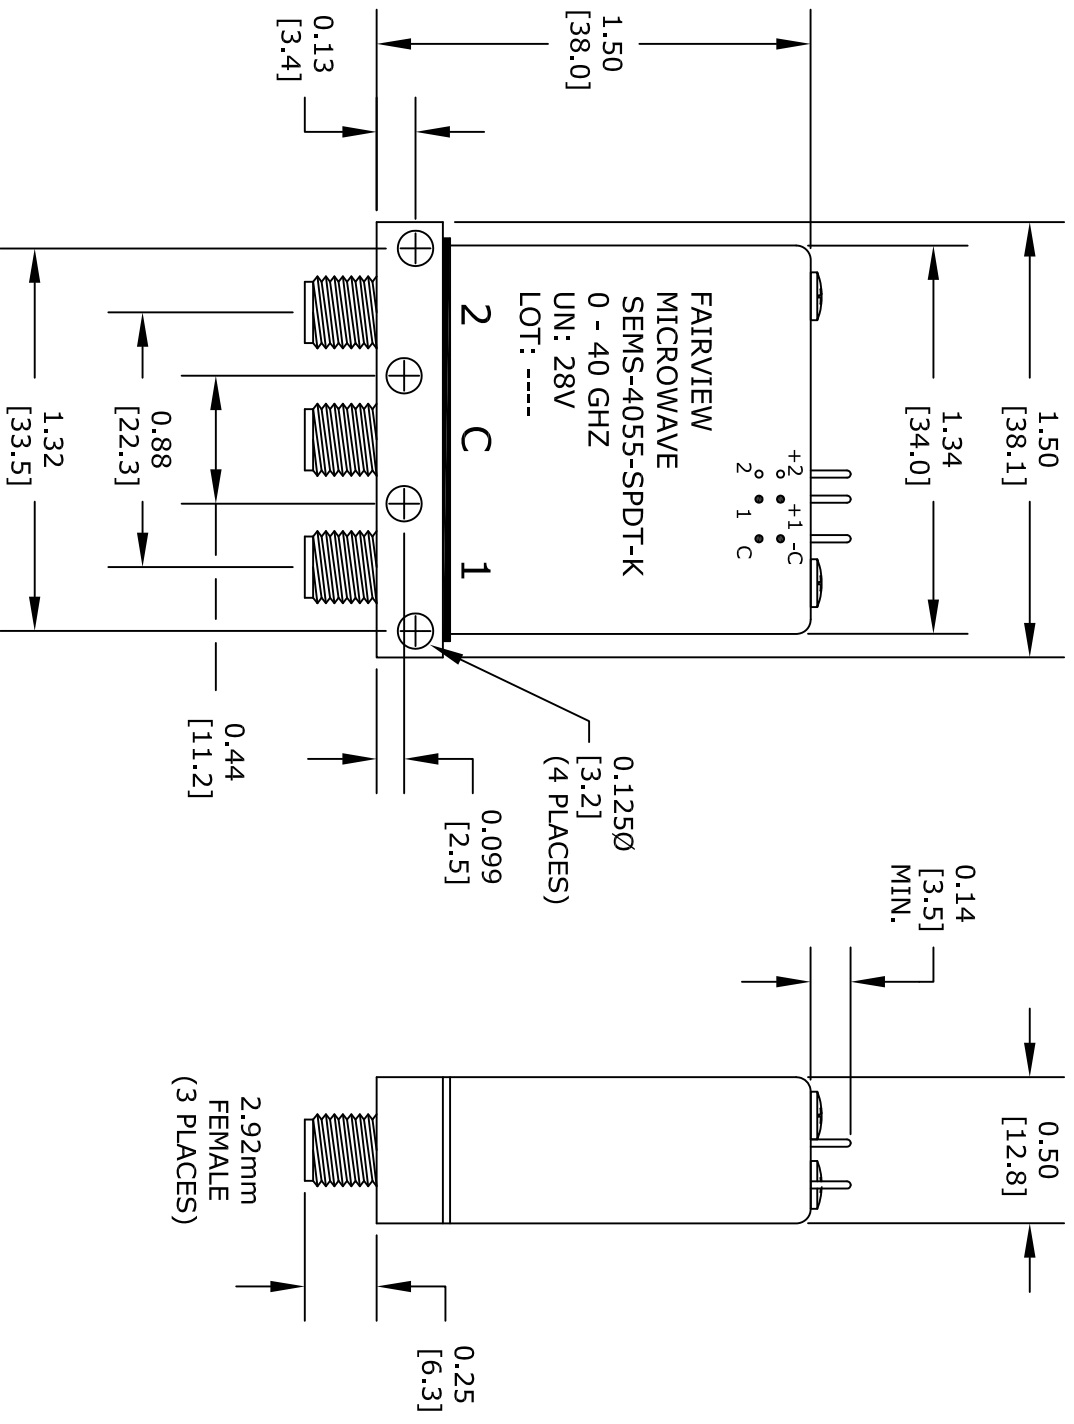 1.50
[38.1]
1.34
[34.0]
0.50
[12.8]
0.14
[3.5]
MIN.
+2 +1 -C
2 1 C
FAIRVIEW
MICROWAVE
SEMS-4055-SPDT-K
0 - 40 GHZ
UN: 28V
LOT: ----
1.50
[38.0]
0.125Ø
[3.2]
(4 PLACES)
2 C 1
0.099
[2.5]
0.25
[6.3]
0.13
[3.4]
0.44
[11.2]
2.92mm
FEMALE
(3 PLACES)
0.88
[22.3]
1.32
[33.5]